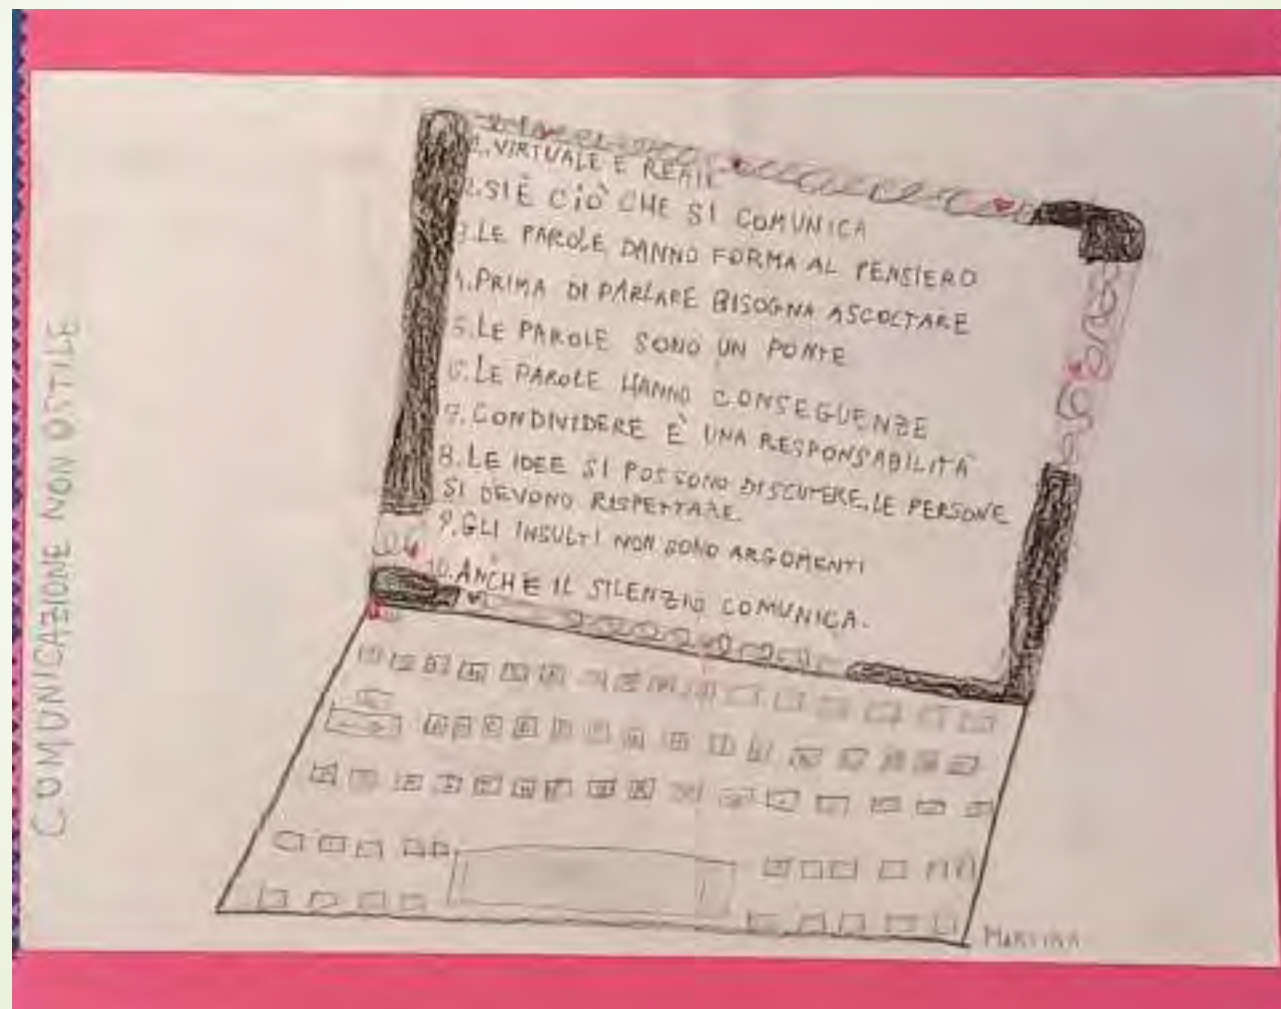 COMUNICAZIONE NON OSTILE
1. VIRTUALE E REALE
2. SI È CIÒ CHE SI COMUNICA
3. LE PAROLE DANNO FORMA AL PENSIERO
4. PRIMA DI PARLARE BISOGNA ASCOLTARE
5. LE PAROLE SONO UN PONTE
6. LE PAROLE HANNO CONSEGUENZE
7. CONDIVIDERE È UNA RESPONSABILITÀ
8. LE IDEE SI POSSONO DISCUTERE, LE PERSONE
SI DEVONO RISPETTARE.
9. GLI INSULTI NON SONO ARGOMENTI
10. ANCHE IL SILENZIO COMUNICA.
MARTINA